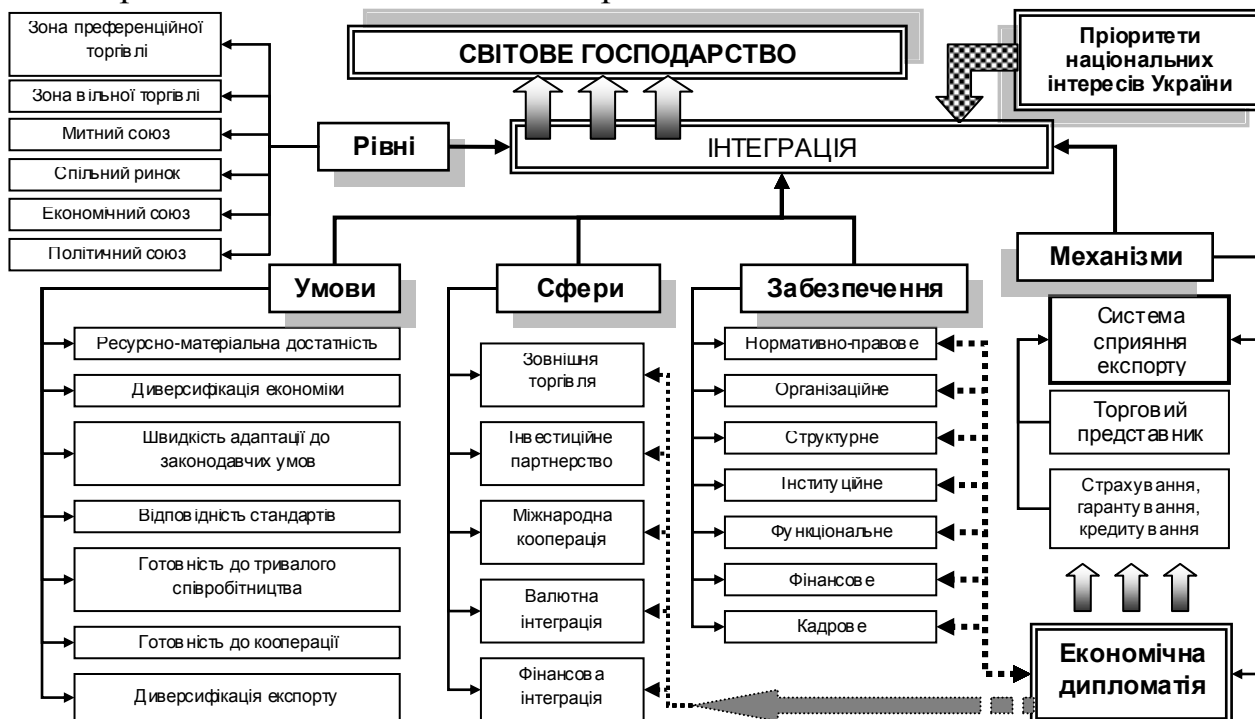 Зона преференційної
торгівлі
Зона вільної торгівлі
Митний союз
Спільний ринок
Економічний союз
Політичний союз
СВІТОВЕ ГОСПОДАРСТВО
Пріоритети
національних
інтересів України
Рівні
ІНТЕГРАЦІЯ
Умови
Ресурсно-матеріальна достатність
Диверсифікація економіки
Швидкість адаптації до
законодавчих умов
Відповідність стандартів
Готовність до тривалого
співробітництва
Готовність до кооперації
Диверсифікація експорту
Сфери
Зовнішня
торгівля
Інвестиційне
партнерство
Міжнародна
кооперація
Валютна
інтеграція
Фінансова
інтеграція
Забезпечення
Нормативно-правове
Організаційне
Структурне
Інституційне
Функціональне
Фінансове
Кадрове
Механізми
Система
сприяння
експорту
Торговий
представник
Страхування,
гарантування,
кредитування
Економічна
дипломатія